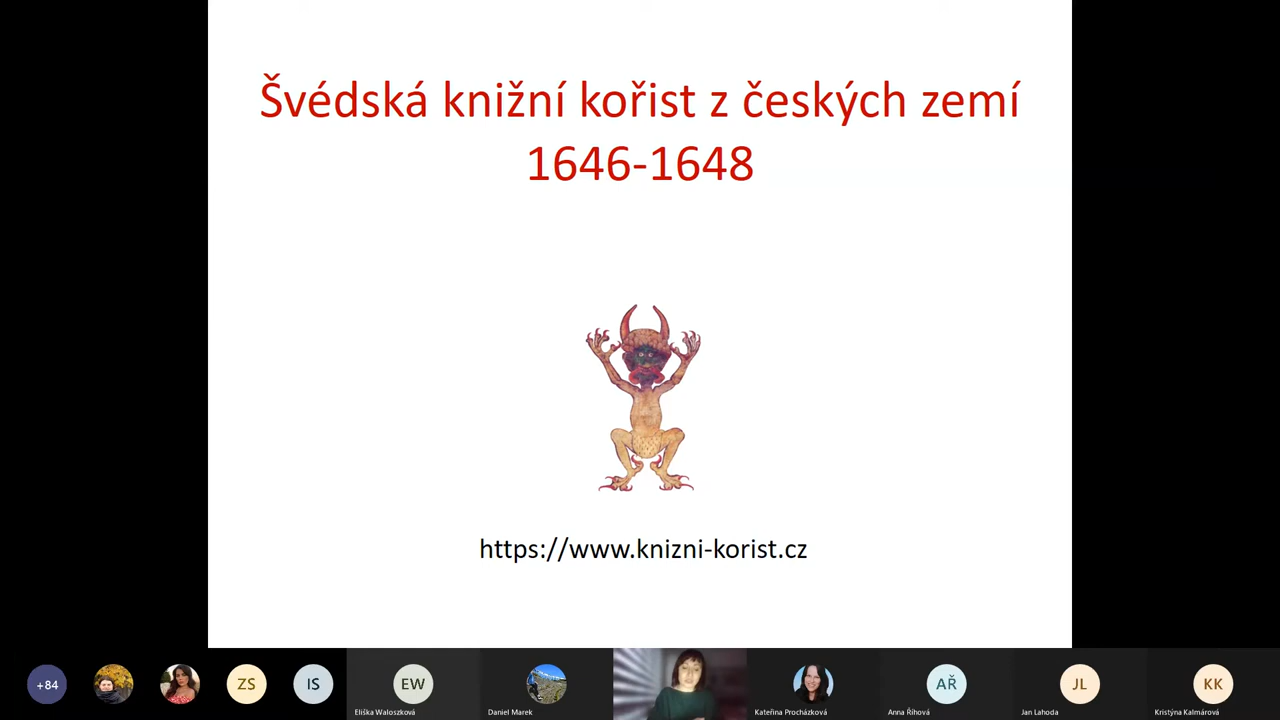 Švédská knižní kořist z českých zemí
1646-1648
https://www.knizni-korist.cz
+84
ZS
IS
EW
AŘ
JL
KK
Eliška Waloszková
Daniel Marek
Kateřina Procházková
Anna Říhová
Jan Lahoda
Kristýna Kalmárová